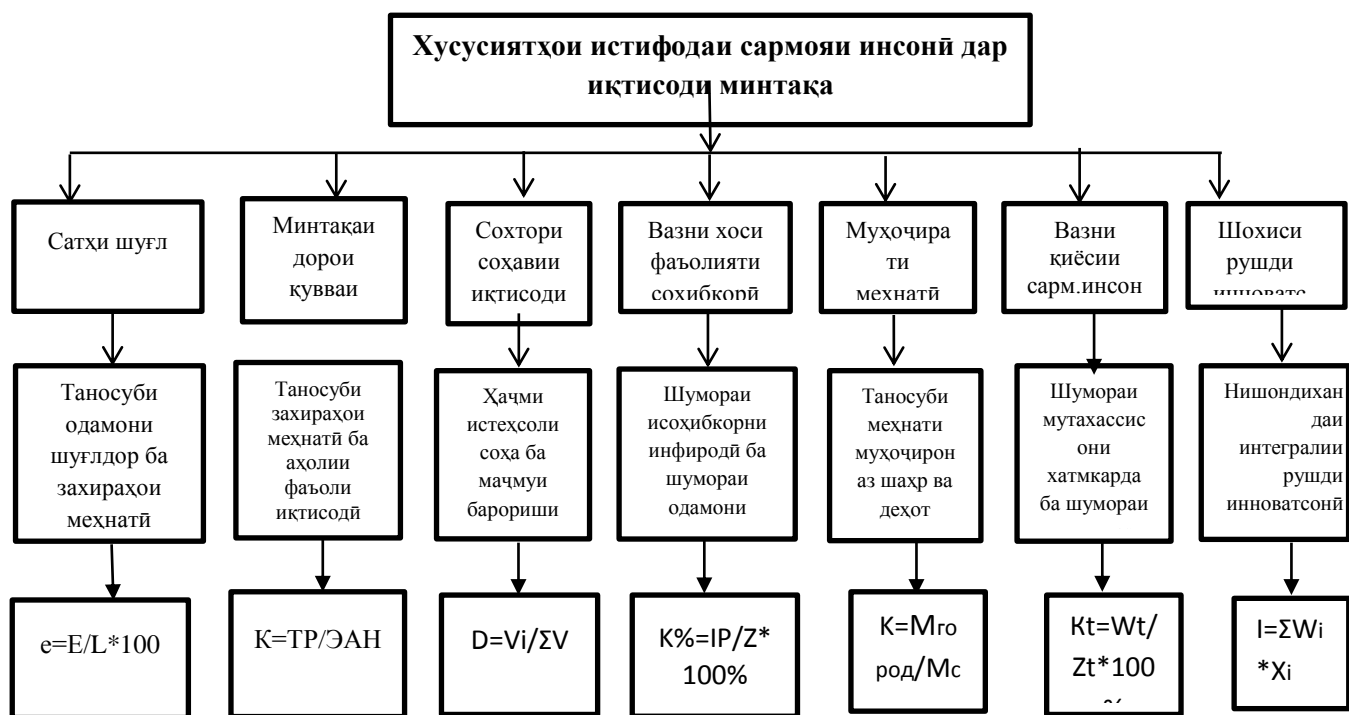 Хусусиятҳои истифодаи сармояи инсонӣ дар
иқтисоди минтақа
Сатҳи шуғл
Минтақаи
дорои
қувваи
Сохтори
соҳавии
иқтисоди
Вазни хоси
фаъолияти
соҳибкорӣ
Муҳоҷира
ти
меҳнатӣ
Вазни
қиёсии
сарм.инсон
Шохиси
рушди
инноватс.
Таносуби
одамони
шуғлдор ба
захираҳои
меҳнатӣ
Таносуби
захираҳои
меҳнатӣ ба
аҳолии
фаъоли
иқтисодӣ
Ҳаҷми
истеҳсоли
соҳа ба
маҷмуи
барориши
Шумораи
исоҳибкорни
инфиродӣ ба
шумораи
одамони
Таносуби
меҳнати
муҳоҷирон
аз шаҳр ва
деҳот
Шумораи
мутахассис
они
хатмкарда
ба шумораи
Нишондиҳан
даи
интегралии
рушди
инноватсонӣ
e=E/L*100
К=ТР/ЭАН
D=Vi/ΣV
K%=IP/Z*
100%
K=Mго
род/Mс
Kt=Wt/
Zt*100
%
I=ΣWi
*Xi